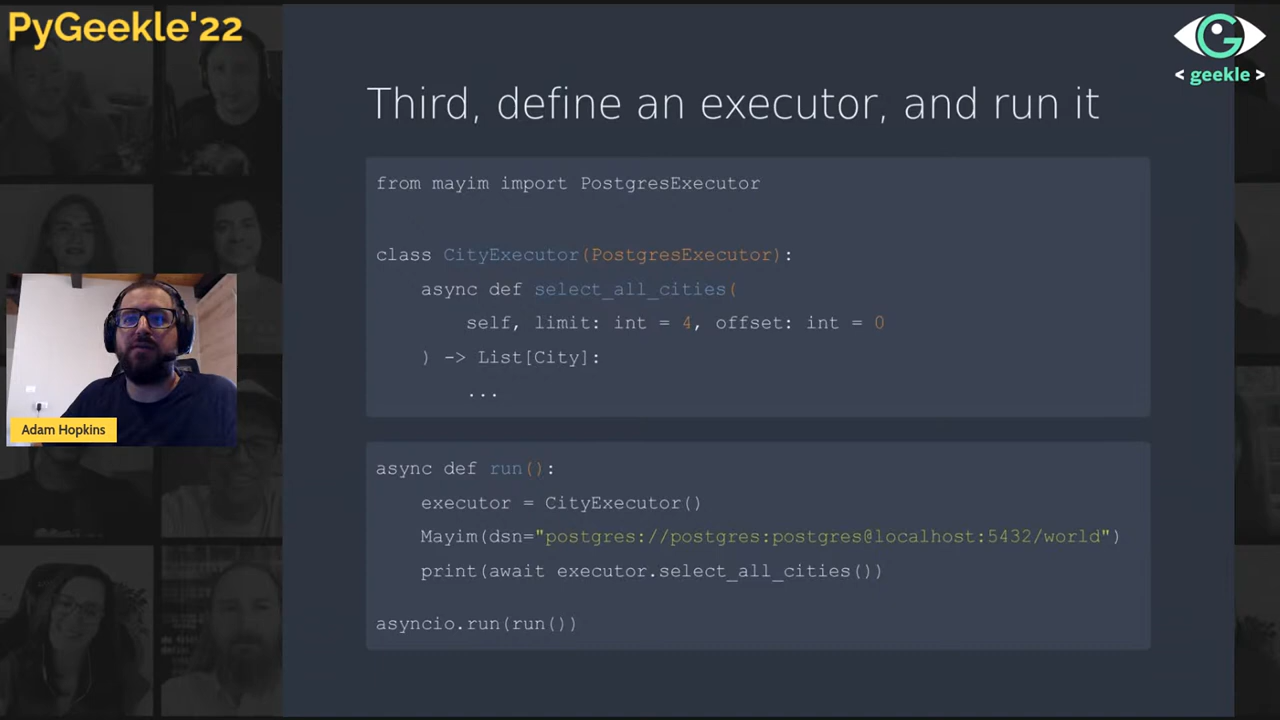 PyGeekle'22
< geekle >
Third, define an executor, and run it
from mayim import PostgresExecutor
class CityExecutor(PostgresExecutor):
async def select_all_cities(
self, limit: int = 4, offset: int = 0
) -> List[City]:
...
async def run():
executor = CityExecutor()
Mayim(dsn="postgres://postgres:postgres@localhost:5432/world")
print(await executor.select_all_cities())
asyncio.run(run())
Adam Hopkins